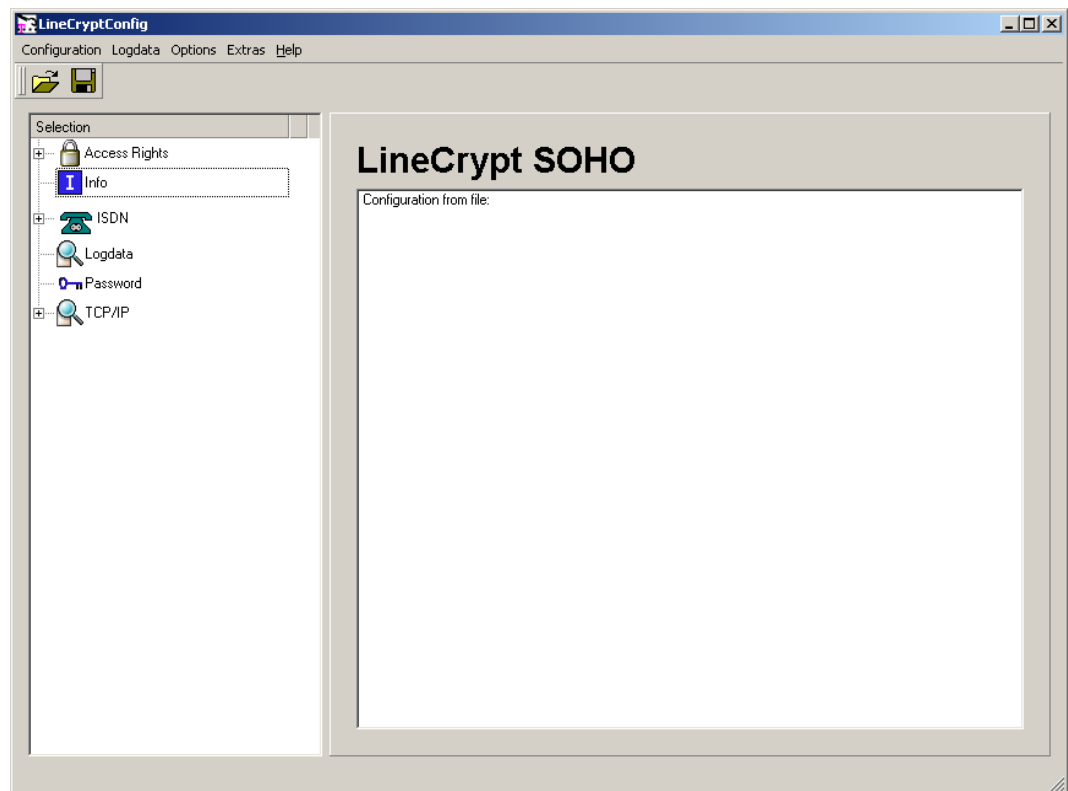 LineCryptConfig
Configuration Logdata Options Extras Help
Selection
Access Rights
Info
ISDN
Logdata
Password
TCP/IP
LineCrypt SOHO
Configuration from file: